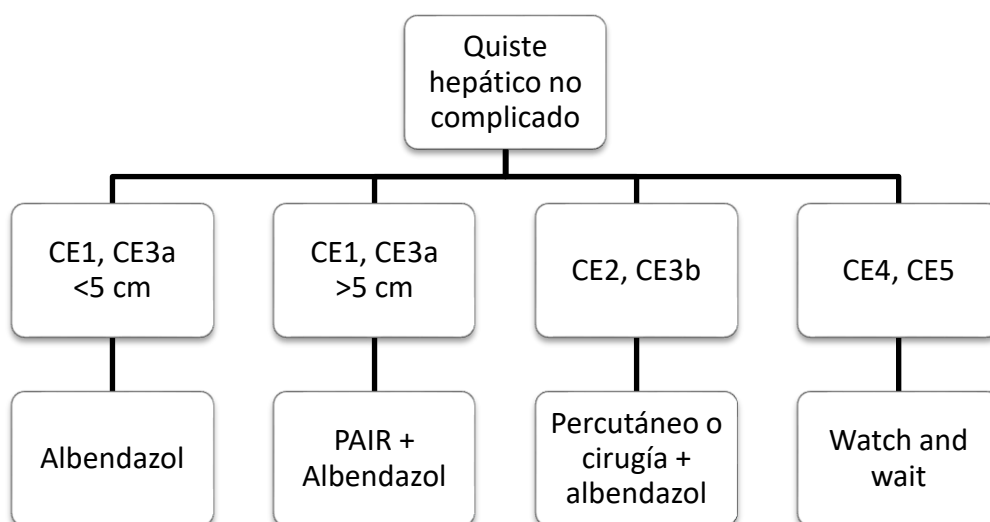 Quiste
hepático no
complicado
CE1, CE3a
<5 cm
CE1, CE3a
>5 cm
CE2, CE3b
CE4, CE5
Albendazol
PAIR +
Albendazol
Percutáneo o
cirugía +
albendazol
Watch and
wait